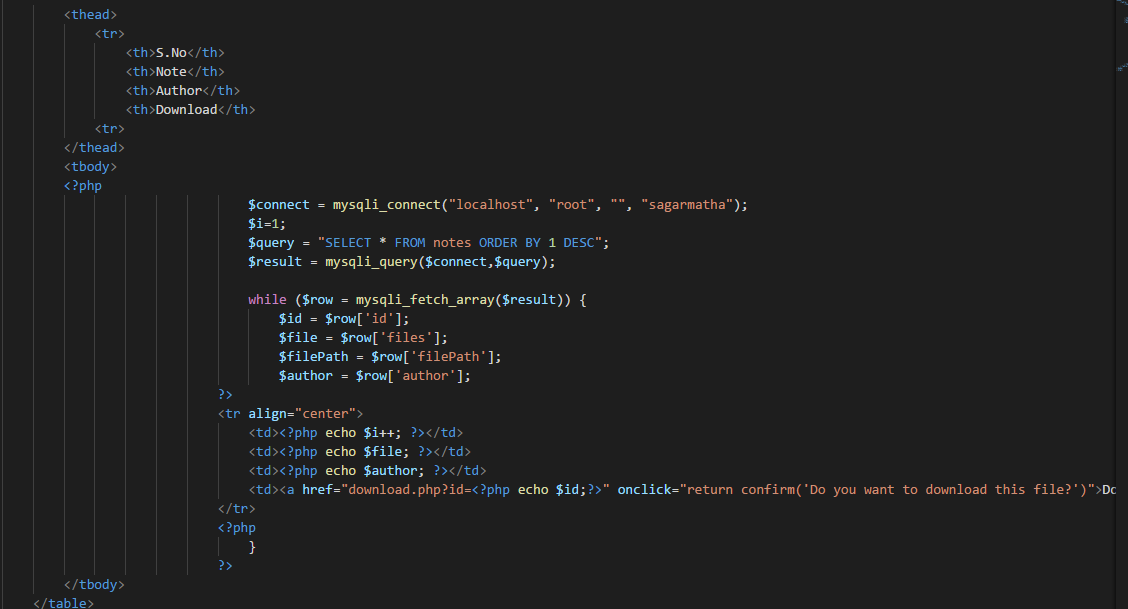 <thead>
<tr>
<th>S.No</th>
<th>Note</th>
<th>Author</th>
<th>Download</th>
<tr>
</thead>
<tbody>
<?php
$connect = mysqli_connect("localhost", "root", "", "sagarmatha");
$i=1;
$query = "SELECT * FROM notes ORDER BY 1 DESC";
$result = mysqli_query($connect,$query);
while ($row = mysqli_fetch_array($result)) {
$id = $row['id'];
$file = $row['files'];
$filePath = $row['filePath'];
$author = $row['author'];
?>
<tr align="center">
<td><?php echo $i++; ?></td>
<td><?php echo $file; ?></td>
<td><?php echo $author; ?></td>
<td><a href="download.php?id=<?php echo $id;?>" onclick="return confirm('Do you want to download this file?')">Do
</tr>
<?php
}
?>
</tbody>
</table>